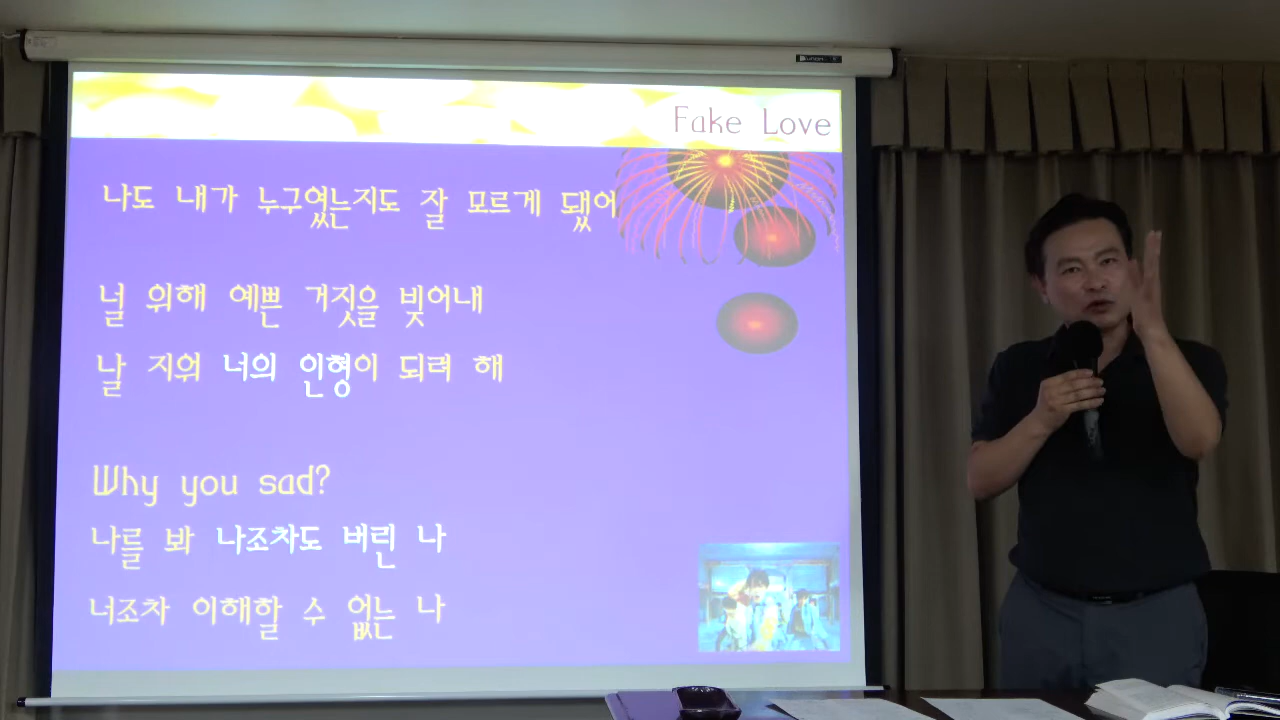 Fake Love
나도 내가 누구였는지도 잘 모르게 됐어
널 위해 예쁜 거짓을 빚어내
날 지워 너의 인형이 되려 해
Why you sad?
나를 봐 나조차도 버린 나
너조차 이해할 수 없는 나